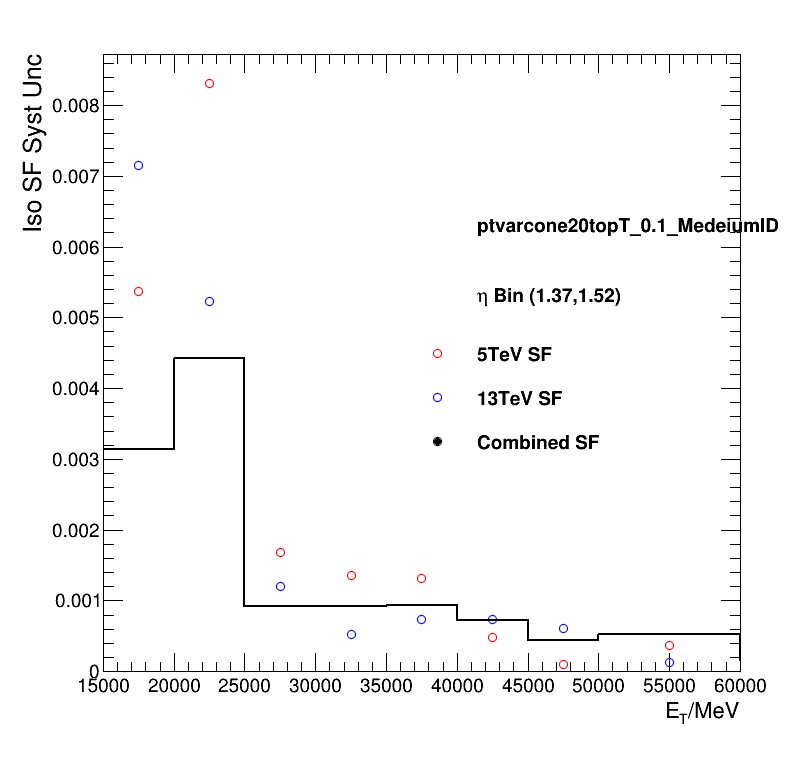 Iso SF Syst Unc
0.008
0.007
0.006
0.005
0.004
0.003
0.002
0.001
0
ptvarcone20topT_0.1_MedeiumID
η Bin (1.37,1.52)
5TeV SF
13TeV SF
Combined SF
15000 20000 25000 30000 35000 40000 45000 50000 55000 60000
E_T/MeV